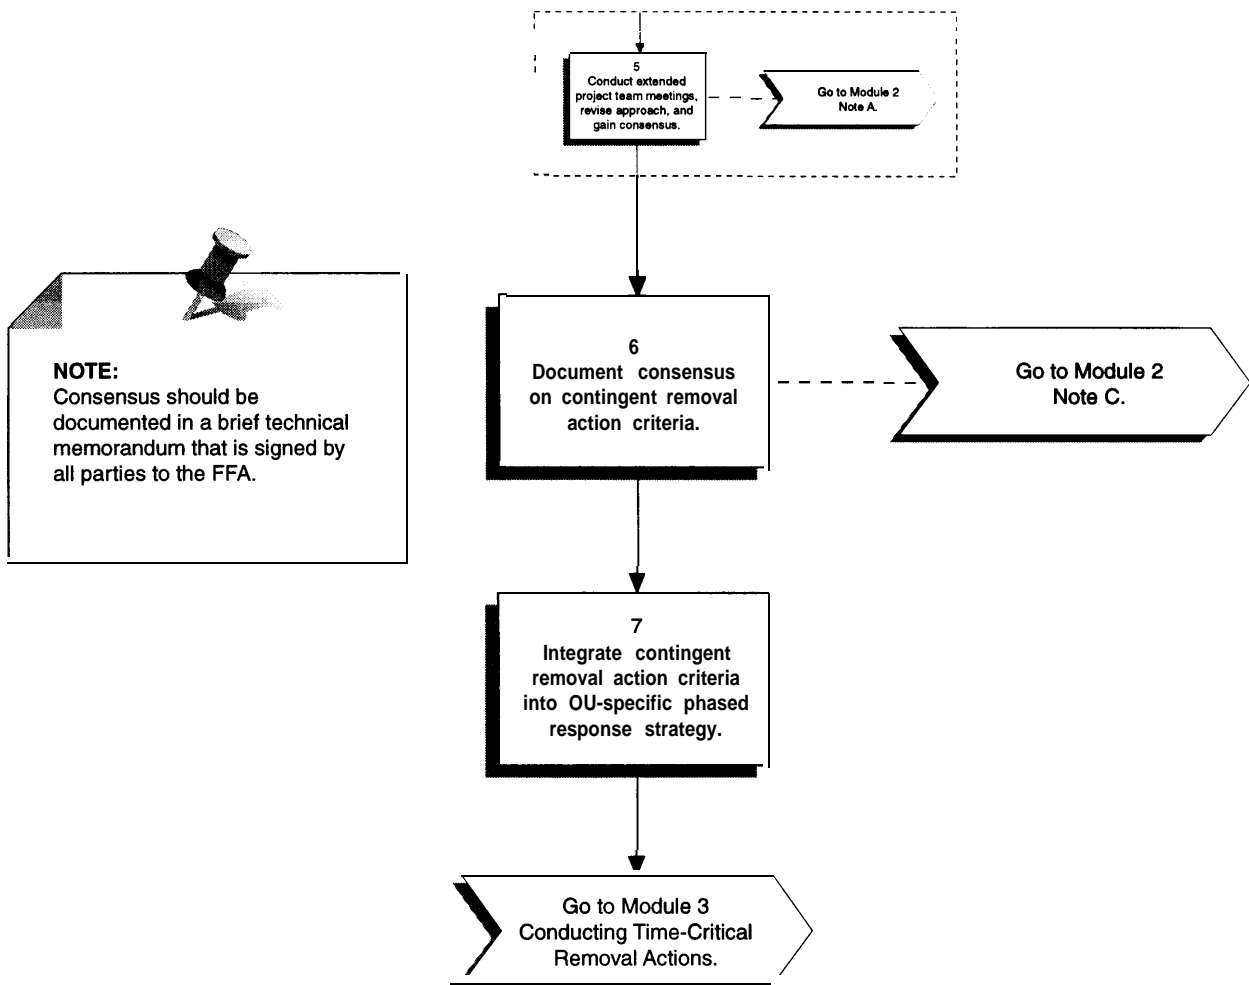 5
Conduct extended
project team meetings,
revise approach, and
gain consensus.
Go to Module 2
Note A.
NOTE:
Consensus should be
documented in a brief technical
memorandum that is signed by
all parties to the FFA.
6
Document consensus
on contingent removal
action criteria.
Go to Module 2
Note C.
7
Integrate contingent
removal action criteria
into OU-specific phased
response strategy.
Go to Module 3
Conducting Time-Critical
Removal Actions.